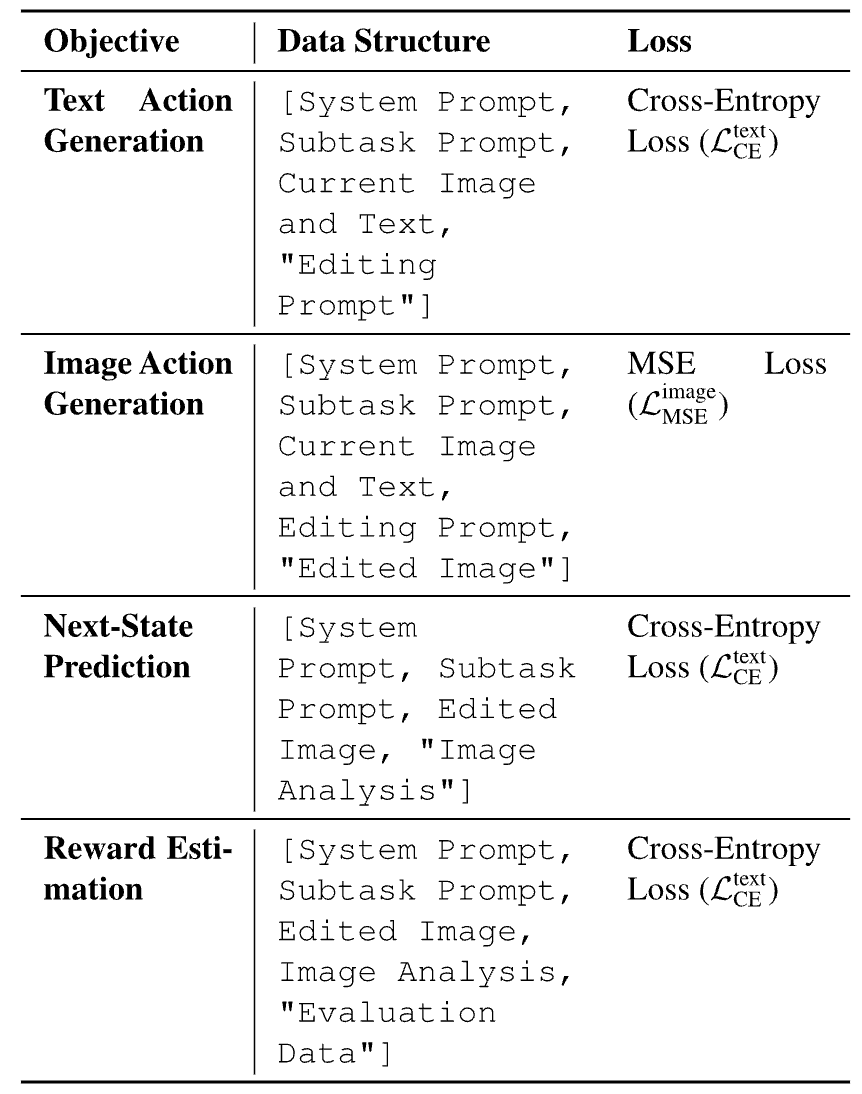 Objective Data Structure Loss
Text Action [System Prompt, Cross-Entropy
Generation Subtask Prompt, Loss (ℒ_CE^text)
Current Image
and Text,
"Editing
Prompt"]
Image Action [System Prompt, MSE Loss
Generation Subtask Prompt, (ℒ_MSE^image)
Current Image
and Text,
Editing Prompt,
"Edited Image"]
Next-State [System Cross-Entropy
Prediction Prompt, Subtask Loss (ℒ_CE^text)
Prompt, Edited
Image, "Image
Analysis"]
Reward Esti- [System Prompt, Cross-Entropy
mation Subtask Prompt, Loss (ℒ_CE^text)
Edited Image,
Image Analysis,
"Evaluation
Data"]